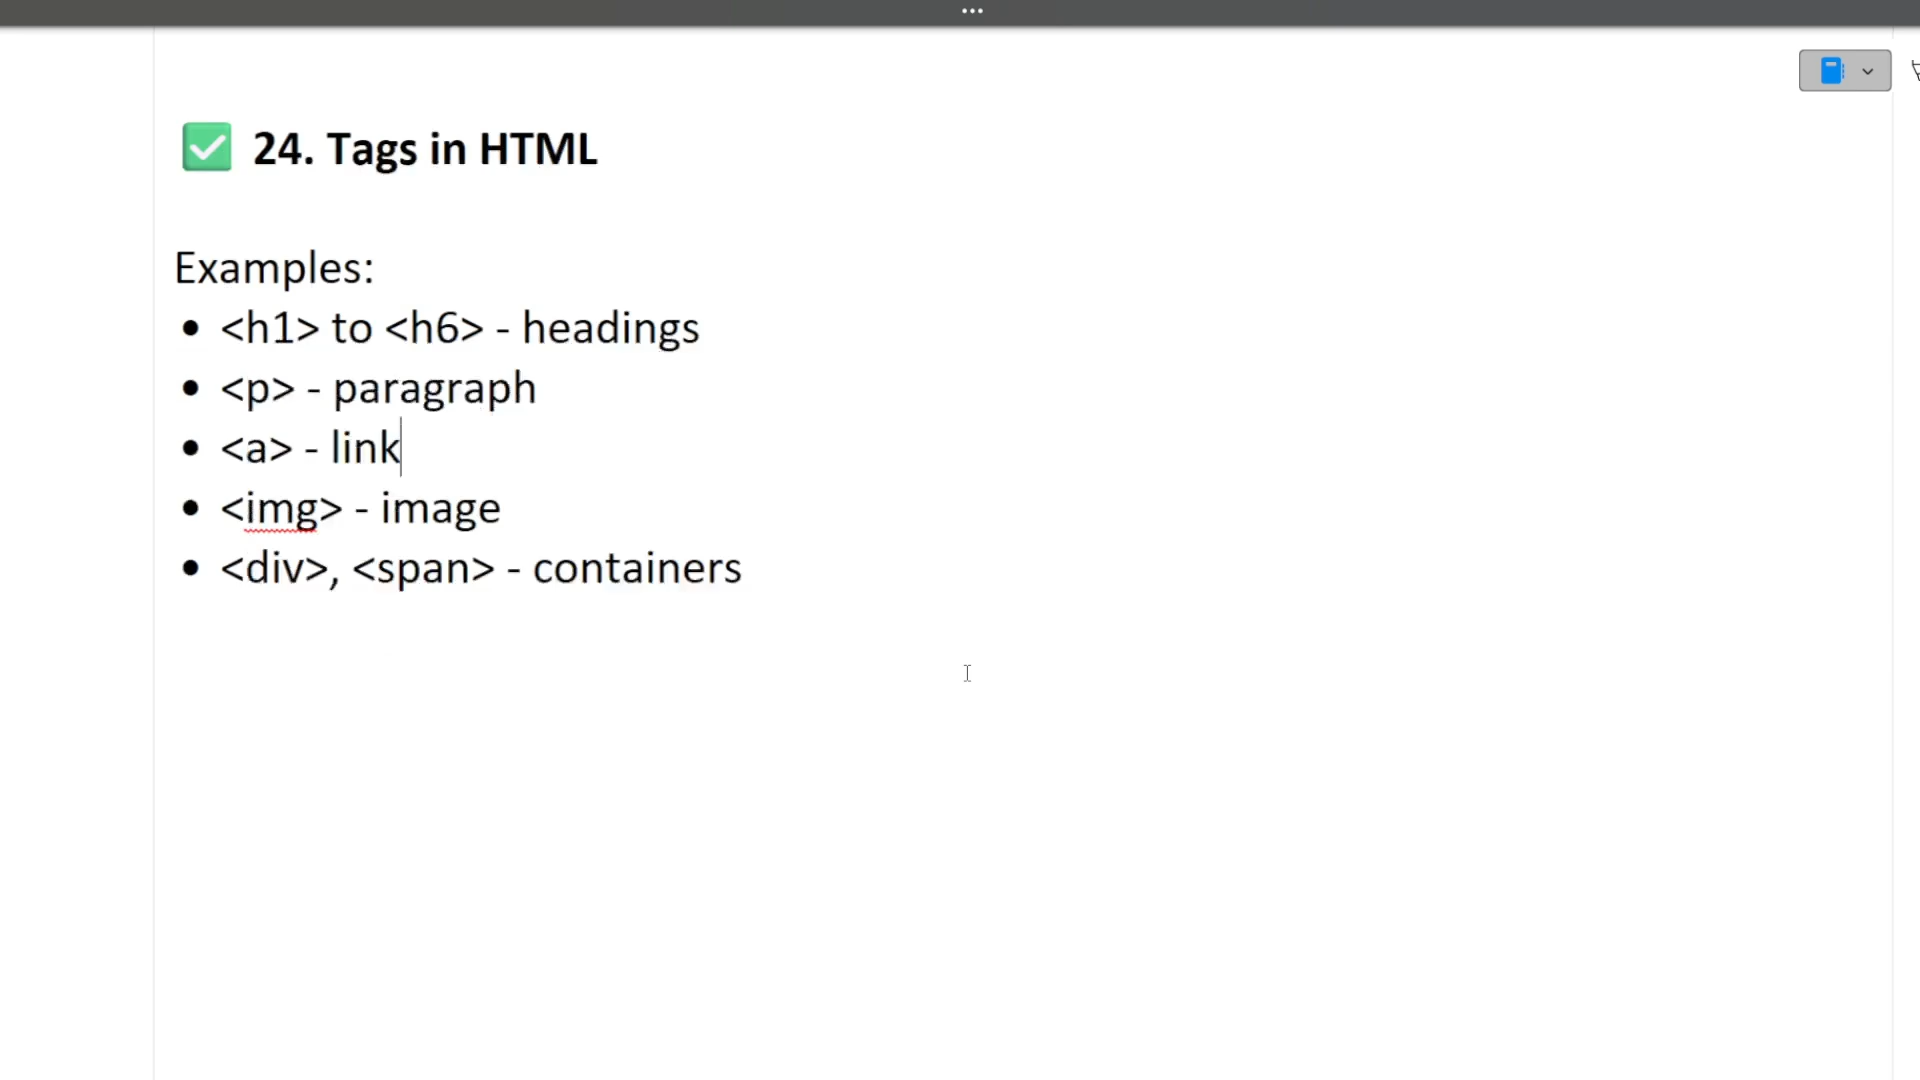 ✅ 24. Tags in HTML
Examples:
• <h1> to <h6> - headings
• <p> - paragraph
• <a> - link
• <img> - image
• <div>, <span> - containers